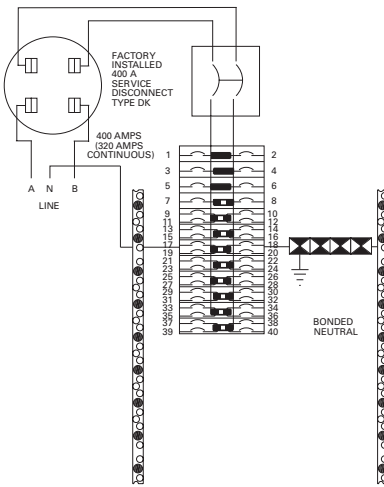 FACTORY
INSTALLED
400 A
SERVICE
DISCONNECT
TYPE DK
400 AMPS
(320 AMPS
CONTINUOUS)
A N B
LINE
1 2
3 4
5 6
7 8
9 10
11 12
13 14
15 16
17 18
19 20
21 22
23 24
25 26
27 28
29 30
31 32
33 34
35 36
37 38
39 40
BONDED
NEUTRAL